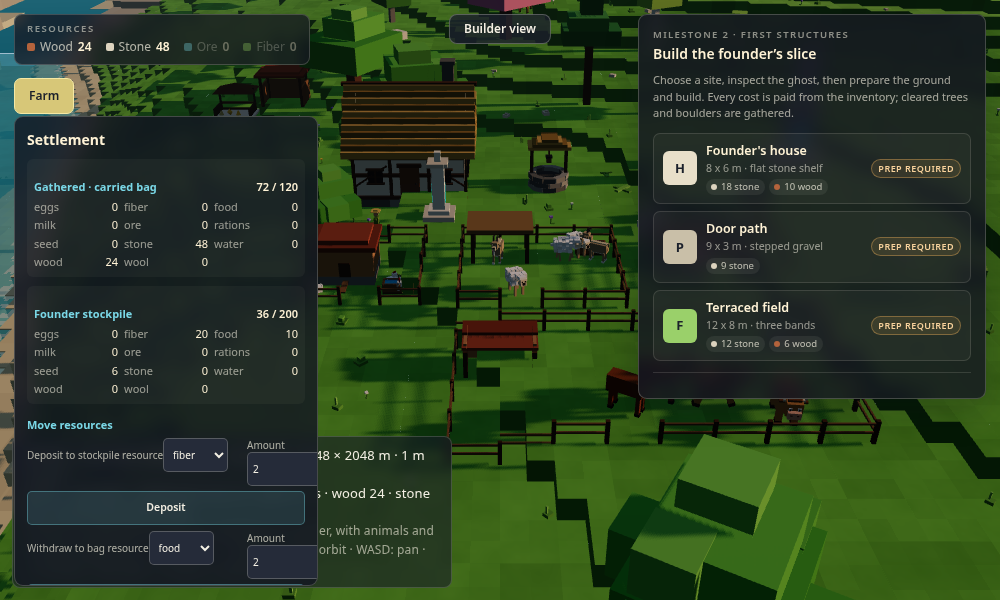 RESOURCES
Wood 24 Stone 48 Ore 0 Fiber 0
Builder view
Farm
Settlement
Gathered · carried bag 72 / 120
eggs 0 fiber 0 food 0
milk 0 ore 0 rations 0
seed 0 stone 48 water 0
wood 24 wool 0
Founder stockpile 36 / 200
eggs 0 fiber 20 food 10
milk 0 ore 0 rations 0
seed 6 stone 0 water 0
wood 0 wool 0
Move resources
Deposit to stockpile resource fiber Amount 2
Deposit
Withdraw to bag resource food Amount 2
48 × 2048 m · 1 m
· wood 24 · stone
er, with animals and
orbit · WASD: pan ·
MILESTONE 2 · FIRST STRUCTURES
Build the founder’s slice
Choose a site, inspect the ghost, then prepare the ground
and build. Every cost is paid from the inventory; cleared trees
and boulders are gathered.
H
Founder's house
8 x 6 m · flat stone shelf
18 stone 10 wood
PREP REQUIRED
P
Door path
9 x 3 m · stepped gravel
9 stone
PREP REQUIRED
F
Terraced field
12 x 8 m · three bands
12 stone 6 wood
PREP REQUIRED